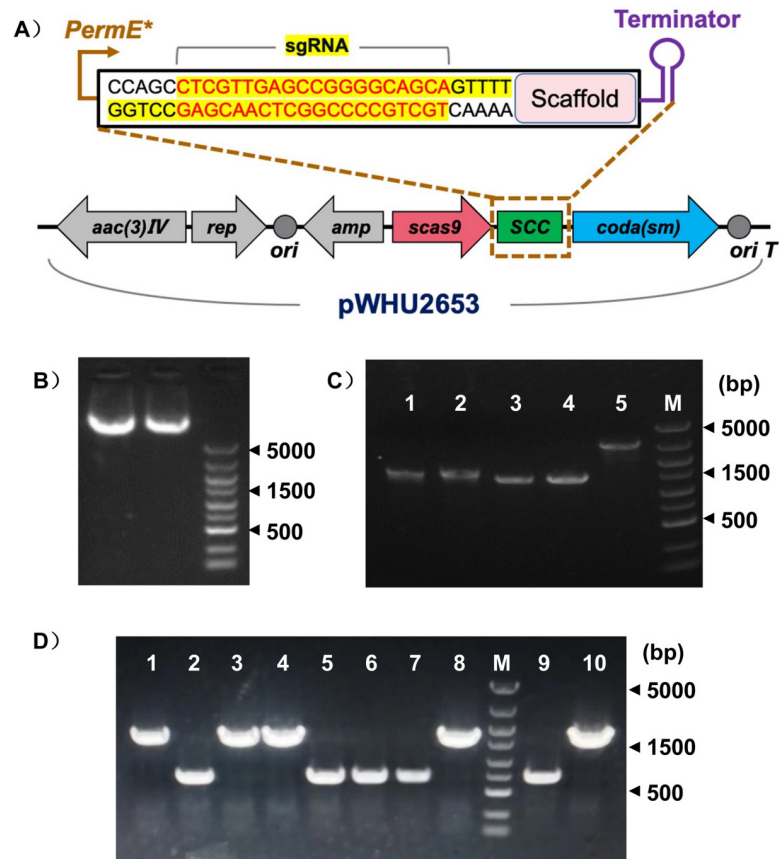 A）
PermE*
sgRNA
Terminator
CCAGCCTCGTTGAGCCGGGGCAGCAGTTTT
GGTCCGAGCAACTCGGCCCCGTCGTCAAAA
Scaffold
aac(3)IV
rep
ori
amp
scas9
SCC
coda(sm)
ori T
pWHU2653
B）
5000
1500
500
C）
(bp)
1 2 3 4 5 M
5000
1500
500
D）
(bp)
1 2 3 4 5 6 7 8 M 9 10
5000
1500
500